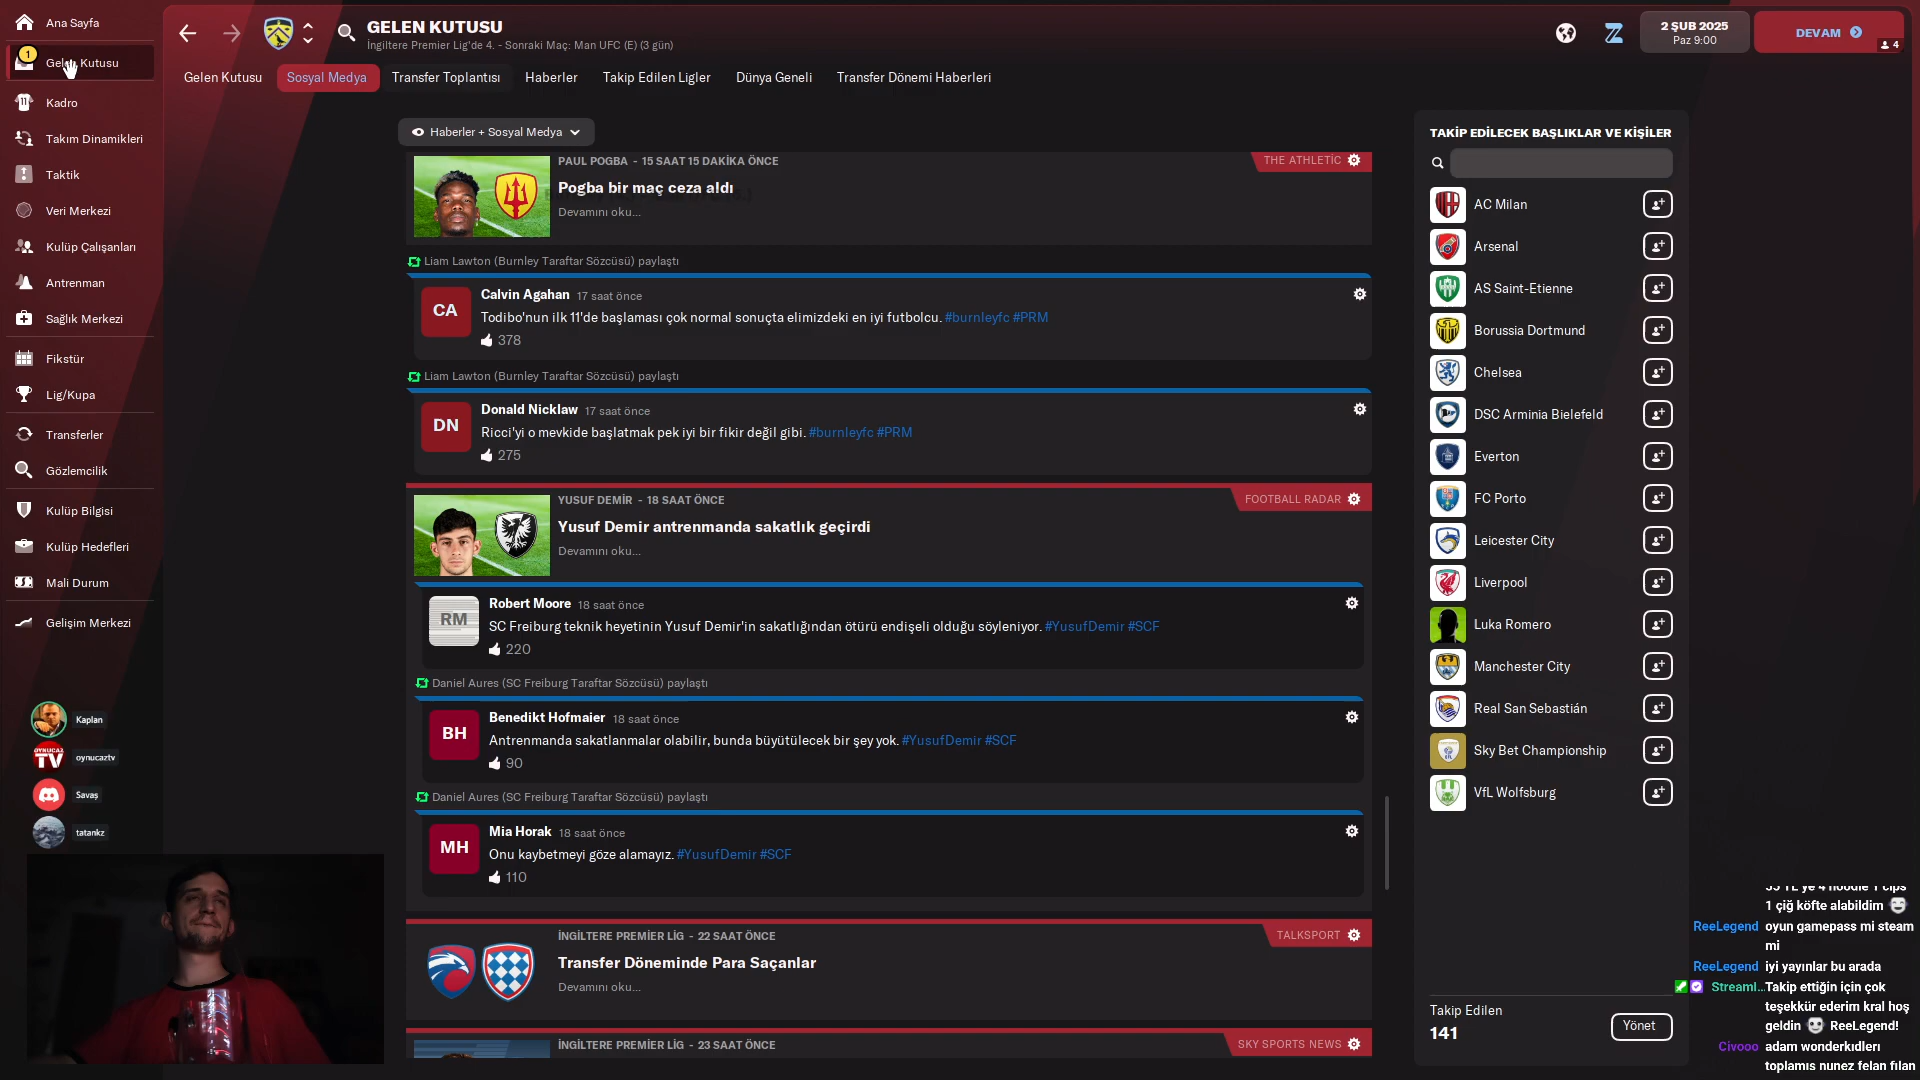 Ana Sayfa
1
Gelen Kutusu
Kadro
Takım Dinamikleri
Taktik
Veri Merkezi
Kulüp Çalışanları
Antrenman
Sağlık Merkezi
Fikstür
Lig/Kupa
Transferler
Gözlemcilik
Kulüp Bilgisi
Kulüp Hedefleri
Mali Durum
Gelişim Merkezi
Kaplan
OYNUCAZ
TV
oynucaztv
Savaş
tatankz
GELEN KUTUSU
İngiltere Premier Lig'de 4. - Sonraki Maç: Man UFC (E) (3 gün)
2 ŞUB 2025
Paz 9:00
DEVAM
4
Gelen Kutusu Sosyal Medya Transfer Toplantısı Haberler Takip Edilen Ligler Dünya Geneli Transfer Dönemi Haberleri
Haberler + Sosyal Medya
PAUL POGBA - 15 SAAT 15 DAKİKA ÖNCE
THE ATHLETİC
Pogba bir maç ceza aldı
Devamını oku...
Liam Lawton (Burnley Taraftar Sözcüsü) paylaştı
CA
Calvin Agahan 17 saat önce
Todibo'nun ilk 11'de başlaması çok normal sonuçta elimizdeki en iyi futbolcu. #burnleyfc #PRM
378
Liam Lawton (Burnley Taraftar Sözcüsü) paylaştı
DN
Donald Nicklaw 17 saat önce
Ricci'yi o mevkide başlatmak pek iyi bir fikir değil gibi. #burnleyfc #PRM
275
YUSUF DEMİR - 18 SAAT ÖNCE
FOOTBALL RADAR
Yusuf Demir antrenmanda sakatlık geçirdi
Devamını oku...
RM
Robert Moore 18 saat önce
SC Freiburg teknik heyetinin Yusuf Demir'in sakatlığından ötürü endişeli olduğu söyleniyor. #YusufDemir #SCF
220
Daniel Aures (SC Freiburg Taraftar Sözcüsü) paylaştı
BH
Benedikt Hofmaier 18 saat önce
Antrenmanda sakatlanmalar olabilir, bunda büyütülecek bir şey yok. #YusufDemir #SCF
90
Daniel Aures (SC Freiburg Taraftar Sözcüsü) paylaştı
MH
Mia Horak 18 saat önce
Onu kaybetmeyi göze alamayız. #YusufDemir #SCF
110
İNGİLTERE PREMİER LİG - 22 SAAT ÖNCE
TALKSPORT
Transfer Döneminde Para Saçanlar
Devamını oku...
İNGİLTERE PREMİER LİG - 23 SAAT ÖNCE
SKY SPORTS NEWS
TAKİP EDİLECEK BAŞLIKLAR VE KİŞİLER
AC Milan
Arsenal
AS Saint-Etienne
Borussia Dortmund
Chelsea
DSC Arminia Bielefeld
Everton
FC Porto
Leicester City
Liverpool
Luka Romero
Manchester City
Real San Sebastián
Sky Bet Championship
VfL Wolfsburg
Takip Edilen
141
Yönet
35 TL ye 4 noodle 1 cips
1 çiğ köfte alabildim
ReeLegend oyun gamepass mi steam
mi
ReeLegend iyi yayınlar bu arada
Streaml... Takip ettiğin için çok
teşekkür ederim kral hoş
geldin ReeLegend!
Civooo adam wonderkıdlerı
toplamıs nunez felan fılan